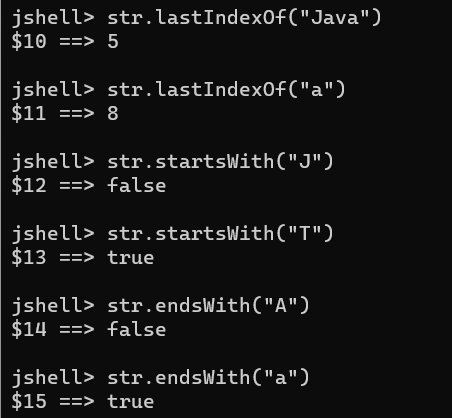 jshell> str.lastIndexOf("Java")
$10 ==> 5
jshell> str.lastIndexOf("a")
$11 ==> 8
jshell> str.startsWith("J")
$12 ==> false
jshell> str.startsWith("T")
$13 ==> true
jshell> str.endsWith("A")
$14 ==> false
jshell> str.endsWith("a")
$15 ==> true